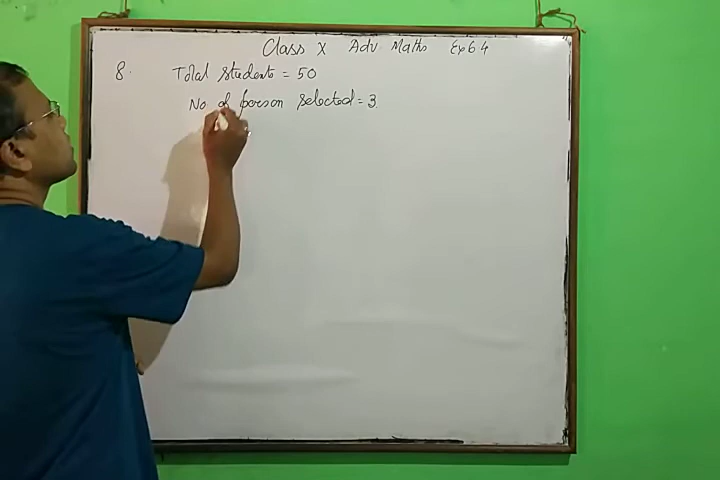 Class X Adv Maths Ex 6.4
8. Total students = 50
No of person selected = 3